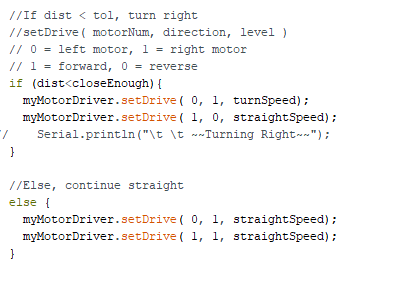 //If dist < tol, turn right
//setDrive( motorNum, direction, level )
// 0 = left motor, 1 = right motor
// 1 = forward, 0 = reverse
if (dist<closeEnough){
myMotorDriver.setDrive( 0, 1, turnSpeed);
myMotorDriver.setDrive( 1, 0, straightSpeed);
// Serial.println("\t \t ~~Turning Right~~");
}
//Else, continue straight
else {
myMotorDriver.setDrive( 0, 1, straightSpeed);
myMotorDriver.setDrive( 1, 1, straightSpeed);
}